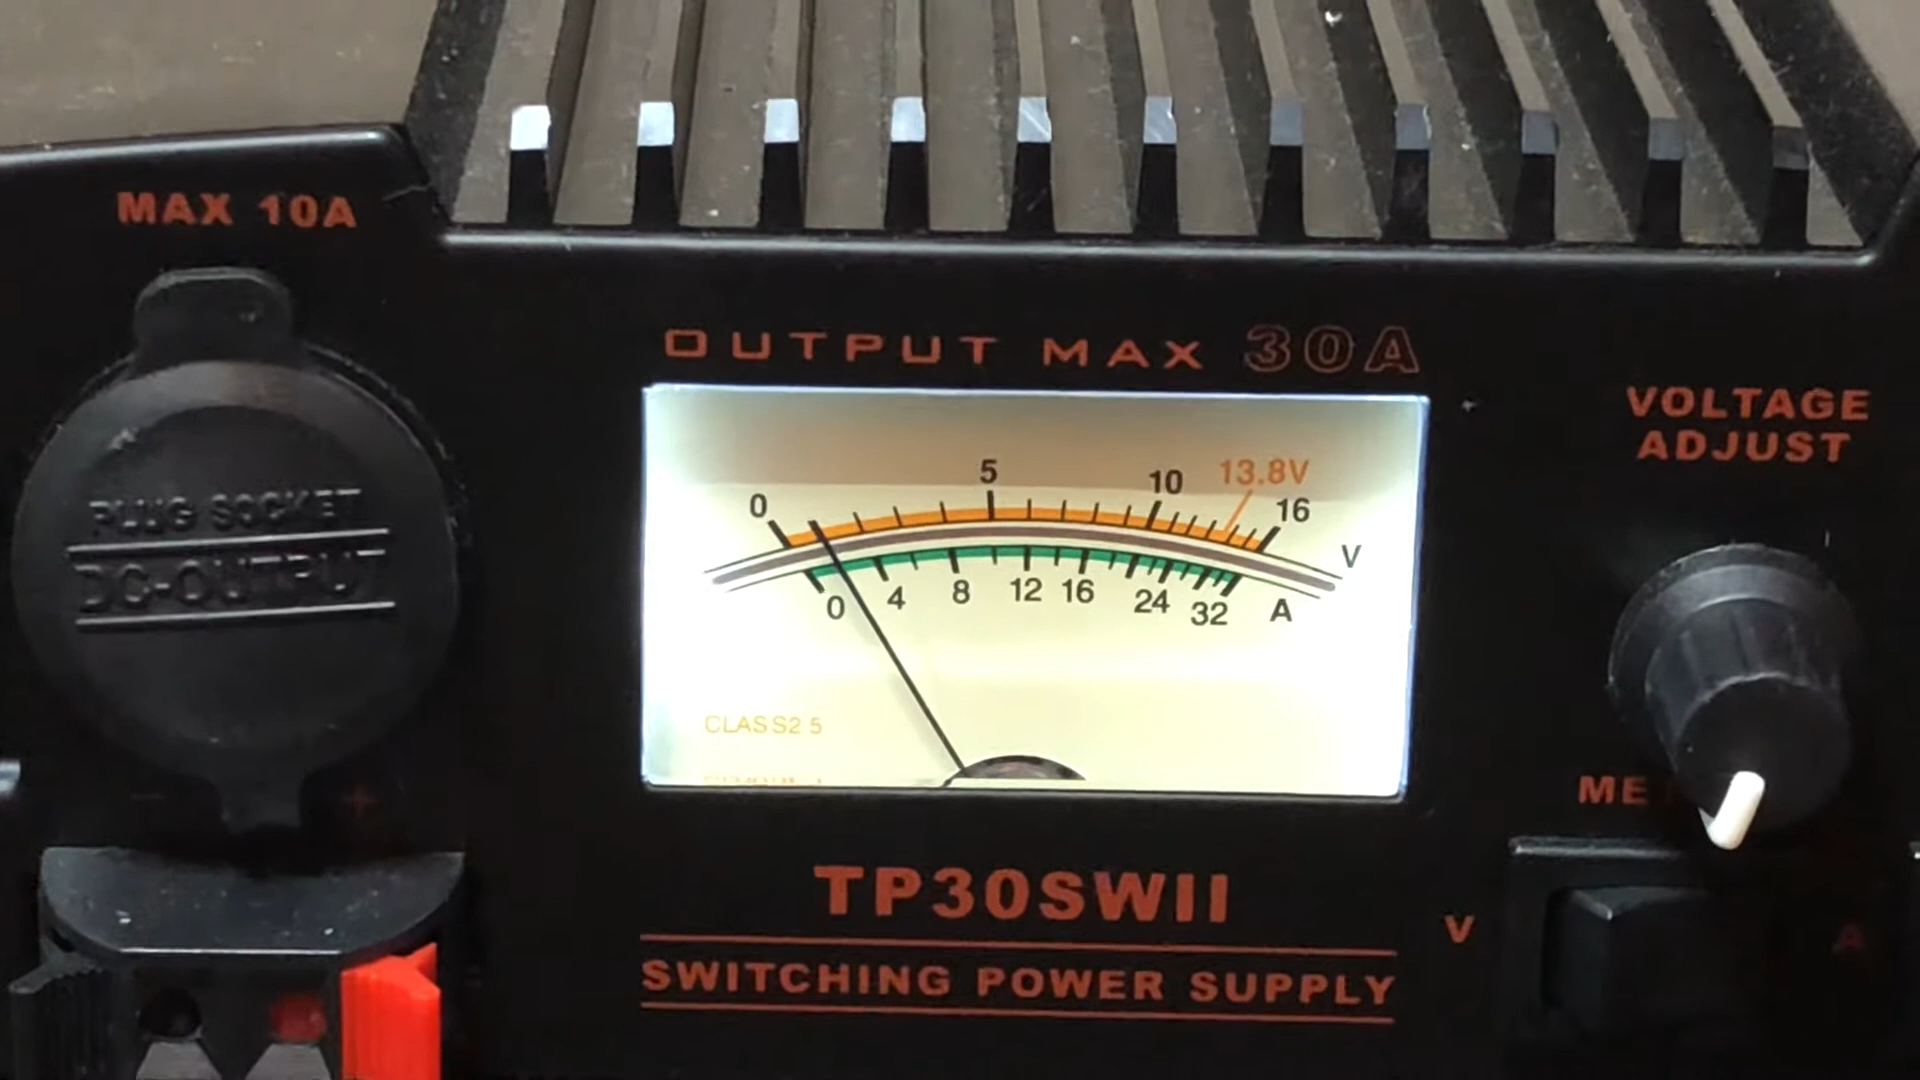 MAX 10A
OUTPUT MAX 30A
VOLTAGE
ADJUST
PLUG SOCKET
DC-OUTPUT
0 5 10 13.8V 16
V
0 4 8 12 16 24 32 A
CLASS2.5
- +
TP30SWII
V A
SWITCHING POWER SUPPLY